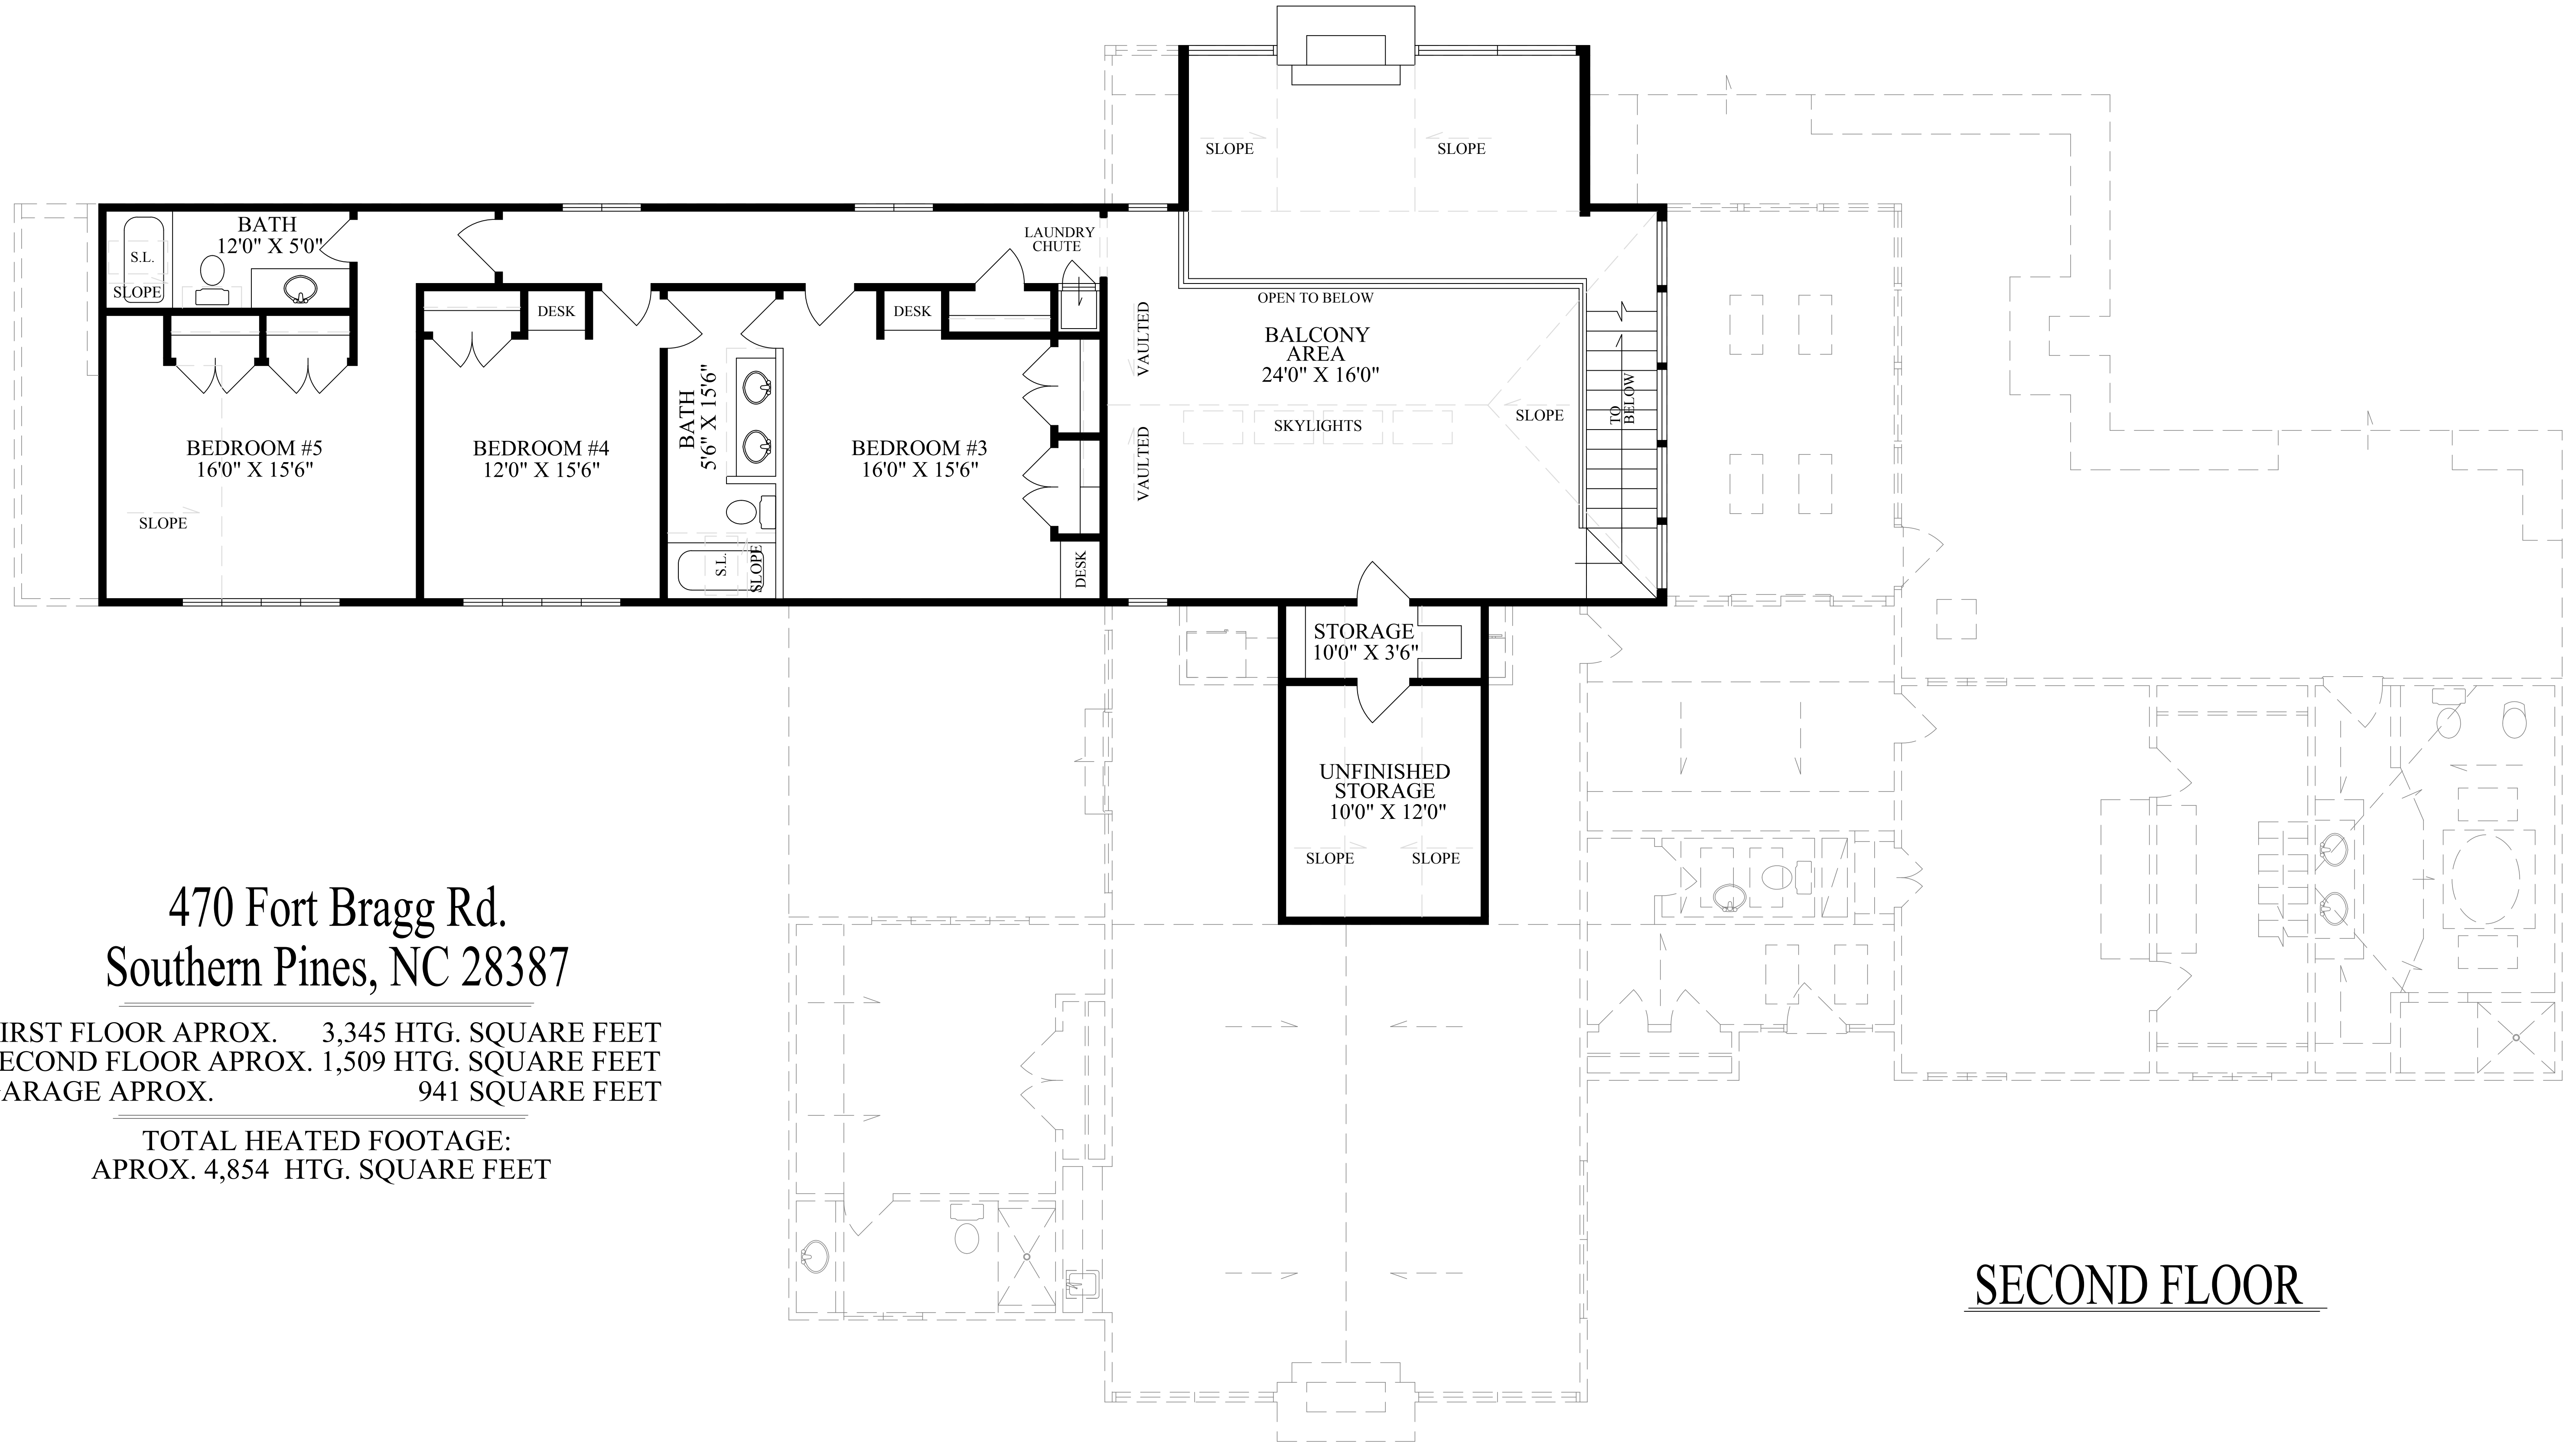 SLOPE
SLOPE
BATH
12'0" X 5'0"
S.L.
SLOPE
LAUNDRY
CHUTE
DESK
DESK
OPEN TO BELOW
BALCONY
AREA
24'0" X 16'0"
VAULTED
VAULTED
SKYLIGHTS
SLOPE
TO
BELOW
BEDROOM #5
16'0" X 15'6"
SLOPE
BEDROOM #4
12'0" X 15'6"
BATH
5'6" X 15'6"
S.L.
SLOPE
BEDROOM #3
16'0" X 15'6"
DESK
STORAGE
10'0" X 3'6"
UNFINISHED
STORAGE
10'0" X 12'0"
SLOPE
SLOPE
470 Fort Bragg Rd.
Southern Pines, NC 28387
IRST FLOOR APROX. 3,345 HTG. SQUARE FEET
ECOND FLOOR APROX. 1,509 HTG. SQUARE FEET
ARAGE APROX. 941 SQUARE FEET
TOTAL HEATED FOOTAGE:
APROX. 4,854 HTG. SQUARE FEET
SECOND FLOOR